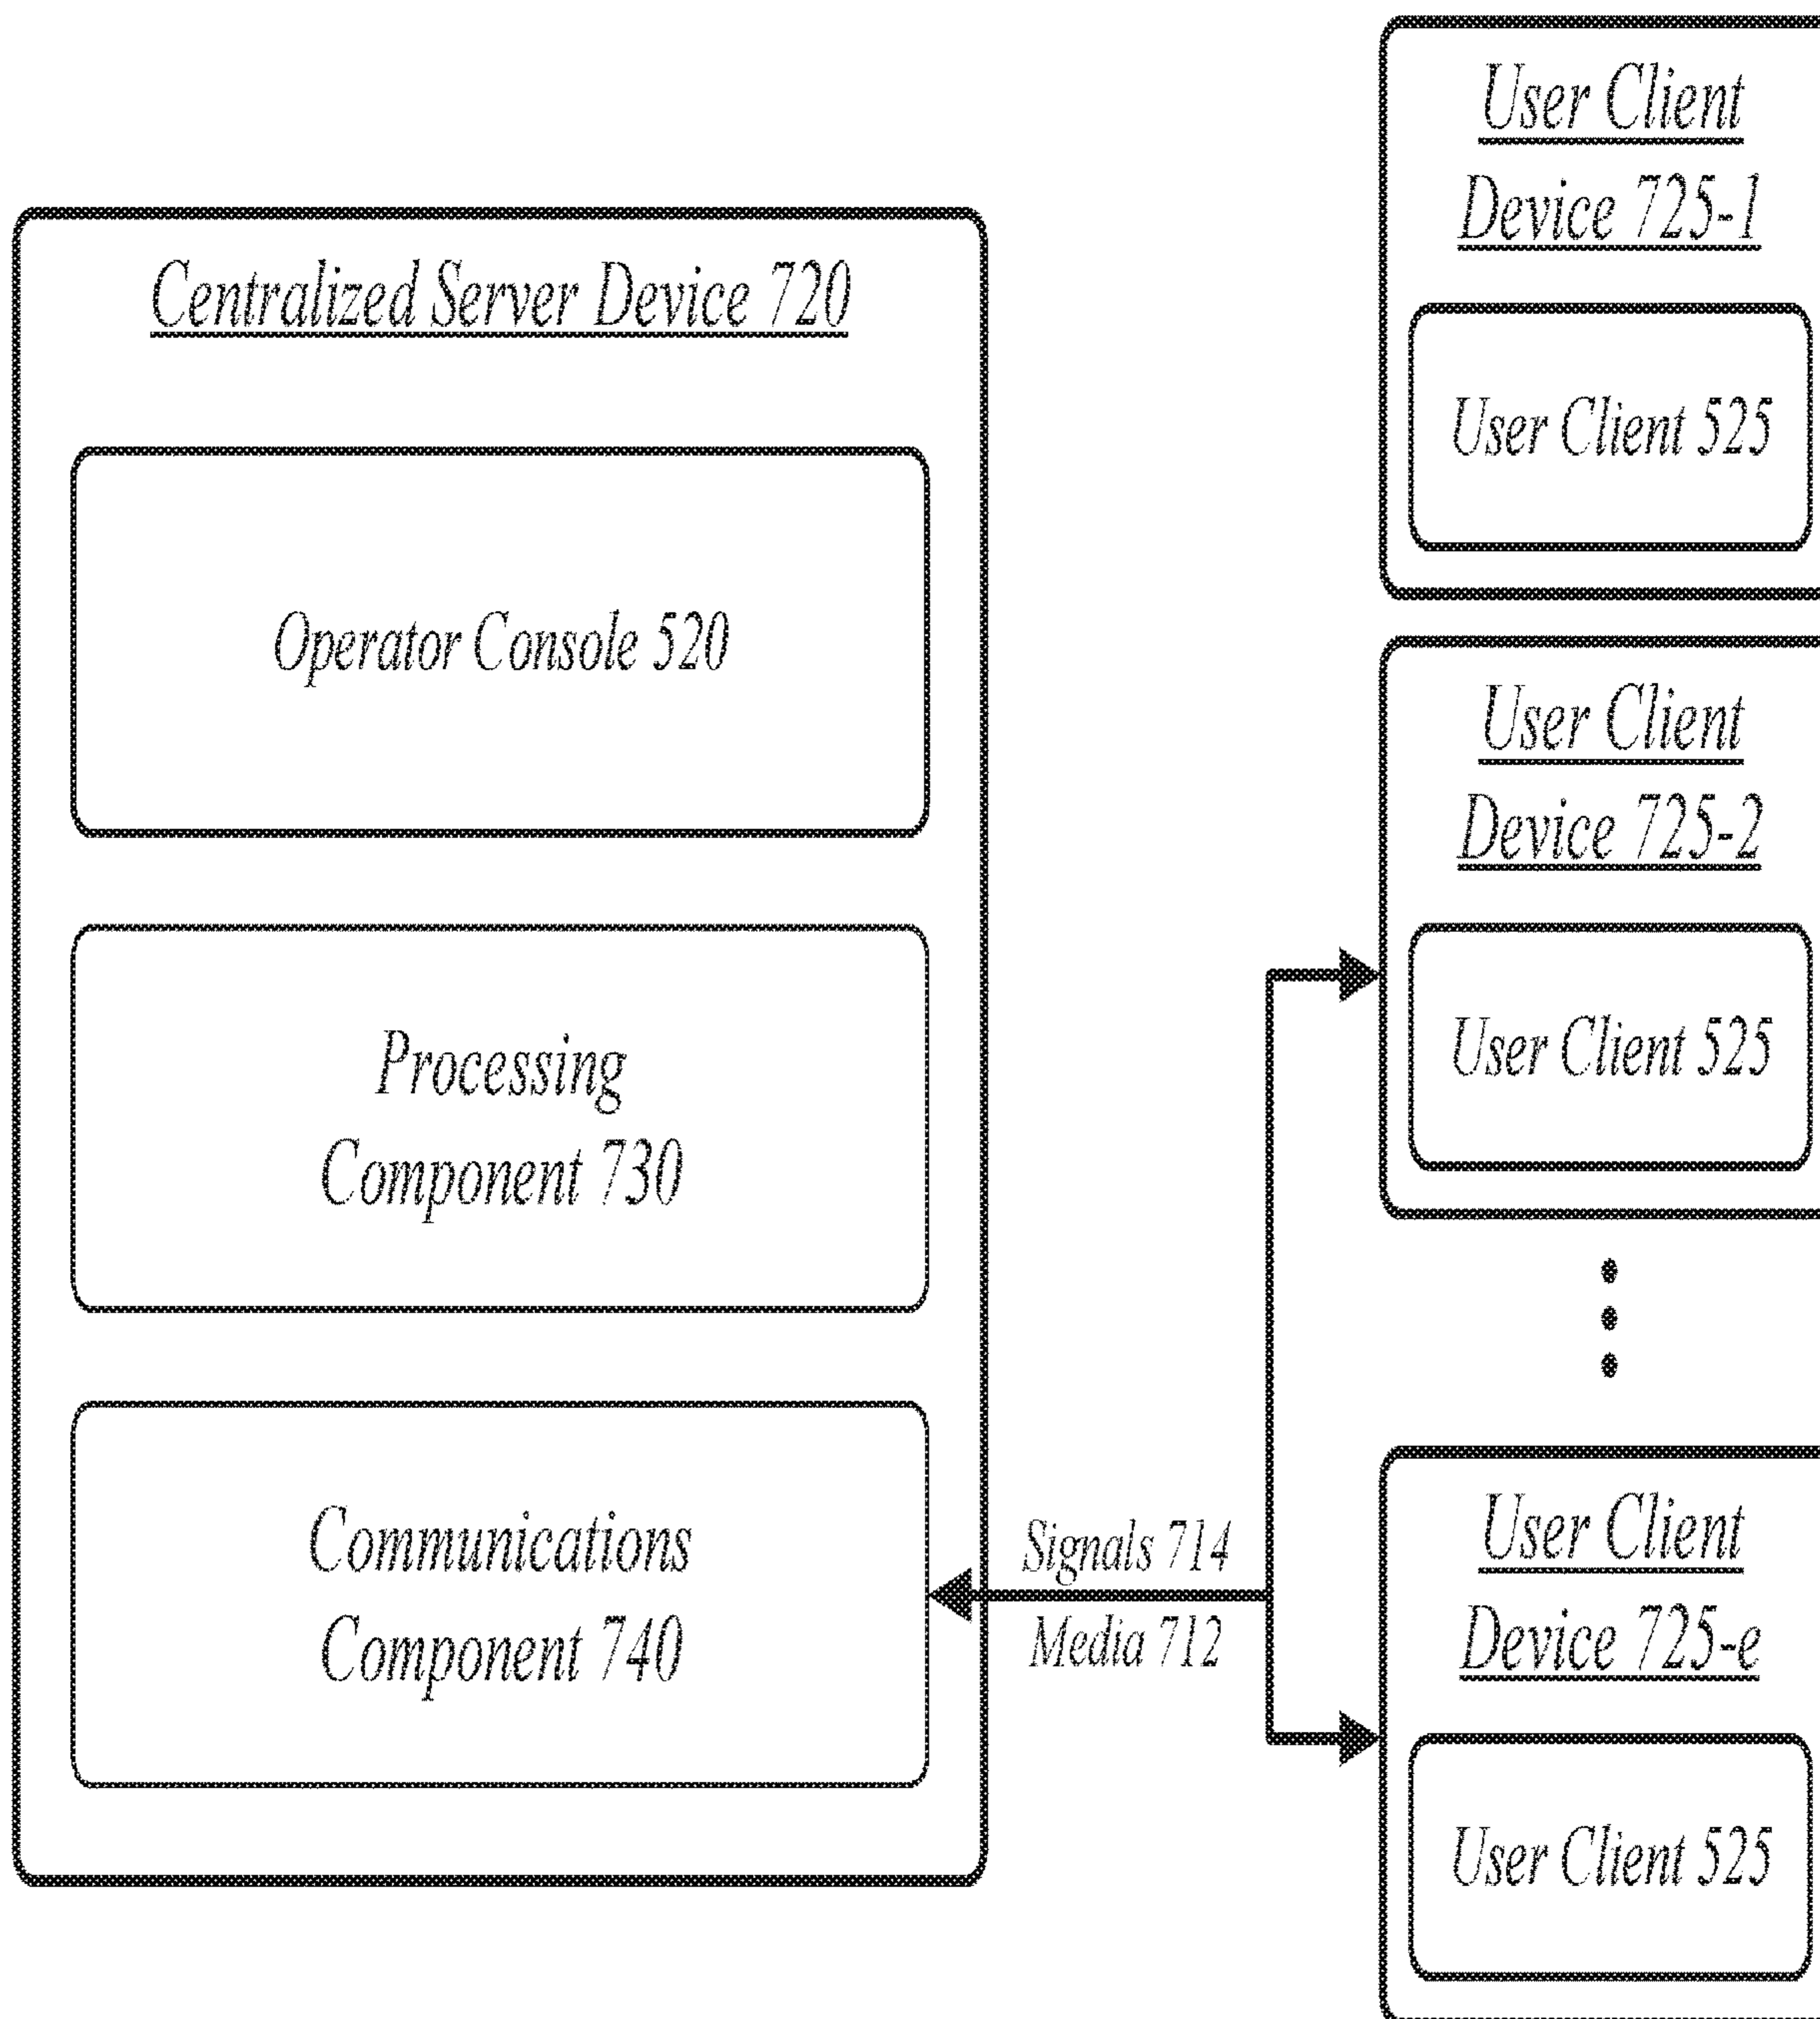 Centralized Server Device 720
Operator Console 520
Processing
Component 730
Communications
Component 740
Signals 714
Media 712
User Client
Device 725-1
User Client 525
User Client
Device 725-2
User Client 525
User Client
Device 725-e
User Client 525